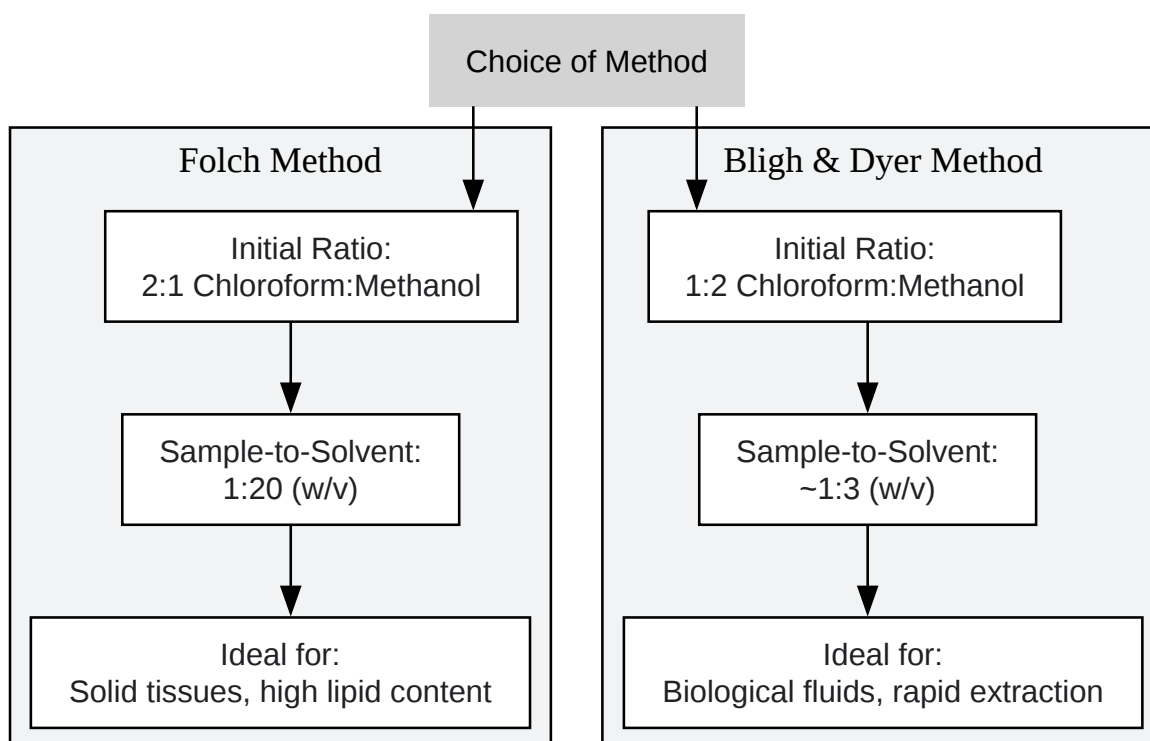 Choice of Method
Folch Method
Initial Ratio:
2:1 Chloroform:Methanol
Sample-to-Solvent:
1:20 (w/v)
Ideal for:
Solid tissues, high lipid content
Bligh & Dyer Method
Initial Ratio:
1:2 Chloroform:Methanol
Sample-to-Solvent:
~1:3 (w/v)
Ideal for:
Biological fluids, rapid extraction